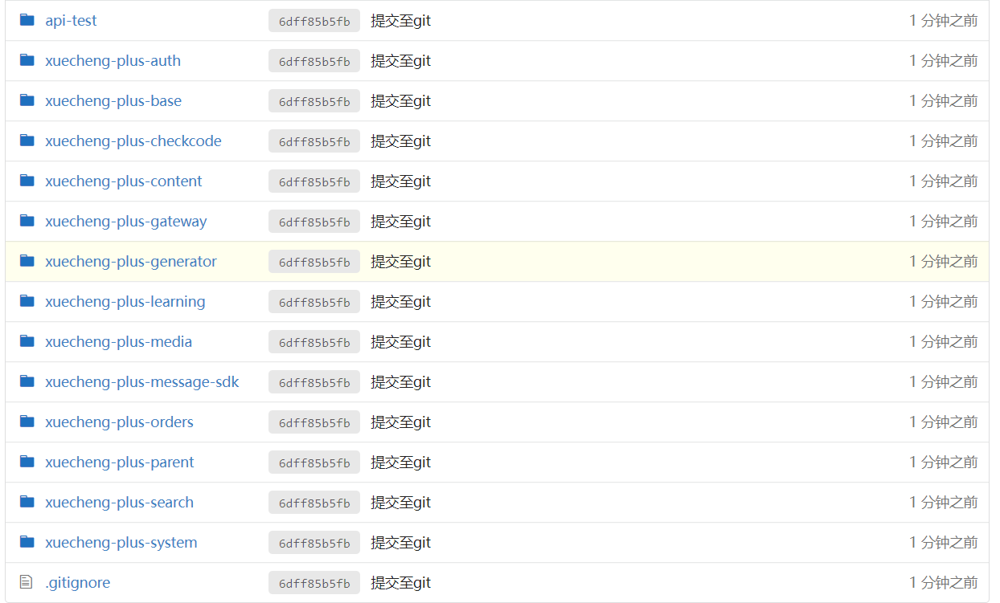 api-test 6dff85b5fb 提交至git 1 分钟之前
xuecheng-plus-auth 6dff85b5fb 提交至git 1 分钟之前
xuecheng-plus-base 6dff85b5fb 提交至git 1 分钟之前
xuecheng-plus-checkcode 6dff85b5fb 提交至git 1 分钟之前
xuecheng-plus-content 6dff85b5fb 提交至git 1 分钟之前
xuecheng-plus-gateway 6dff85b5fb 提交至git 1 分钟之前
xuecheng-plus-generator 6dff85b5fb 提交至git 1 分钟之前
xuecheng-plus-learning 6dff85b5fb 提交至git 1 分钟之前
xuecheng-plus-media 6dff85b5fb 提交至git 1 分钟之前
xuecheng-plus-message-sdk 6dff85b5fb 提交至git 1 分钟之前
xuecheng-plus-orders 6dff85b5fb 提交至git 1 分钟之前
xuecheng-plus-parent 6dff85b5fb 提交至git 1 分钟之前
xuecheng-plus-search 6dff85b5fb 提交至git 1 分钟之前
xuecheng-plus-system 6dff85b5fb 提交至git 1 分钟之前
.gitignore 6dff85b5fb 提交至git 1 分钟之前